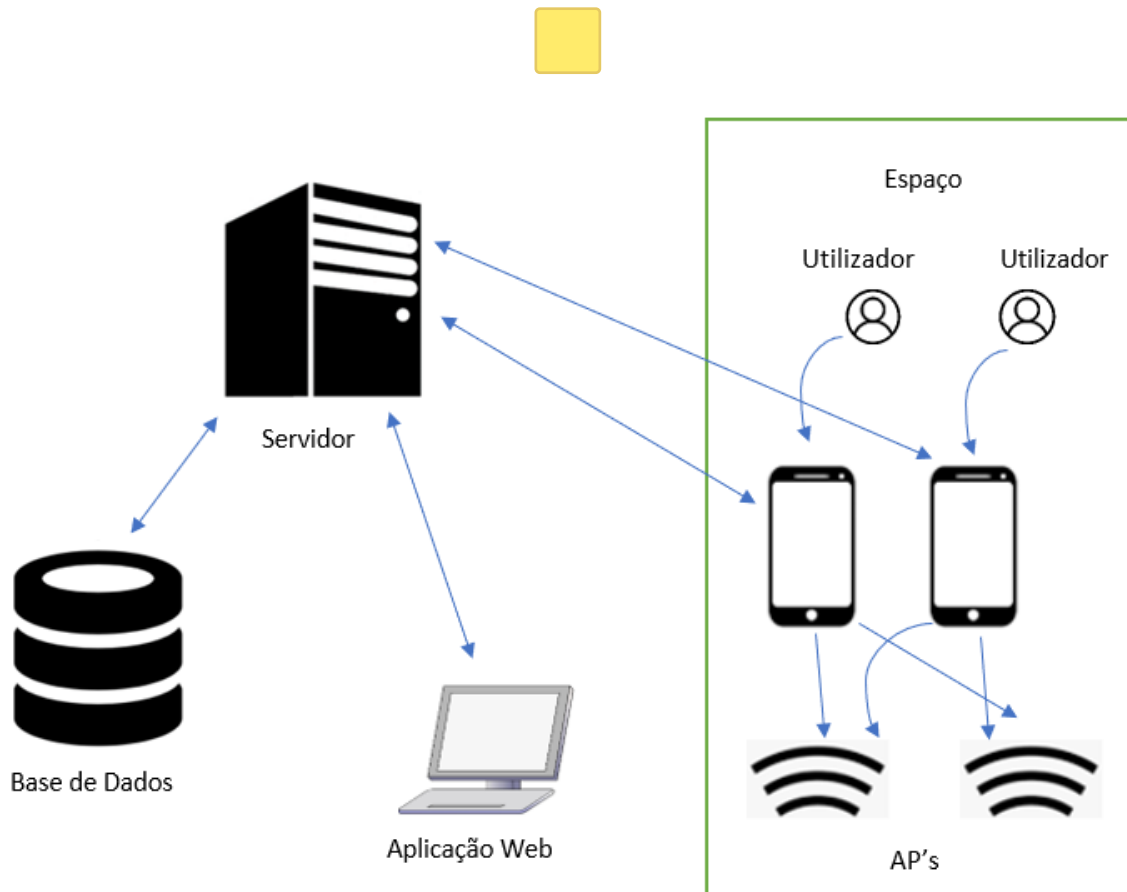 Espaço
Utilizador
Utilizador
Servidor
Base de Dados
Aplicação Web
AP’s